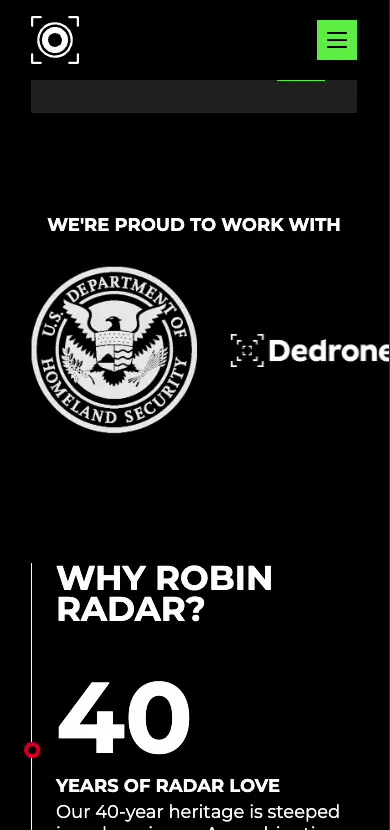 WE'RE PROUD TO WORK WITH
U.S. DEPARTMENT OF
HOMELAND SECURITY
Dedrone
WHY ROBIN
RADAR?
40
YEARS OF RADAR LOVE
Our 40-year heritage is steeped